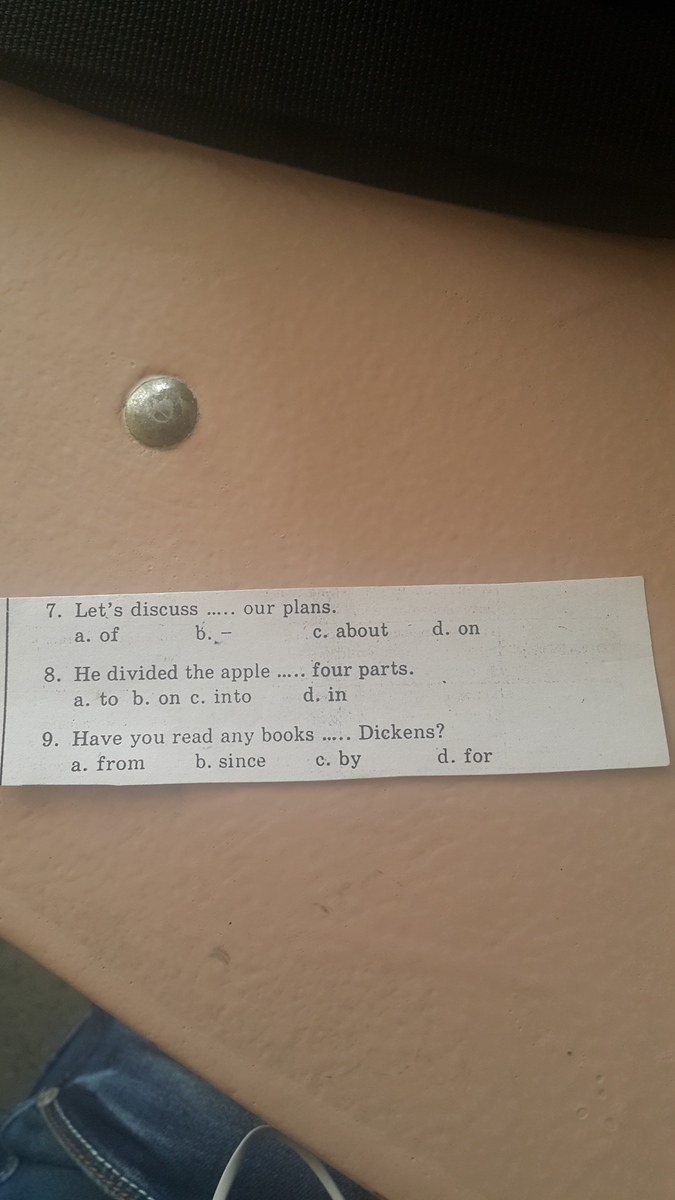 7. Let's discuss ..... our plans.
a. of b. – c. about d. on
8. He divided the apple ..... four parts.
a. to b. on c. into d. in
9. Have you read any books ..... Dickens?
a. from b. since c. by d. for